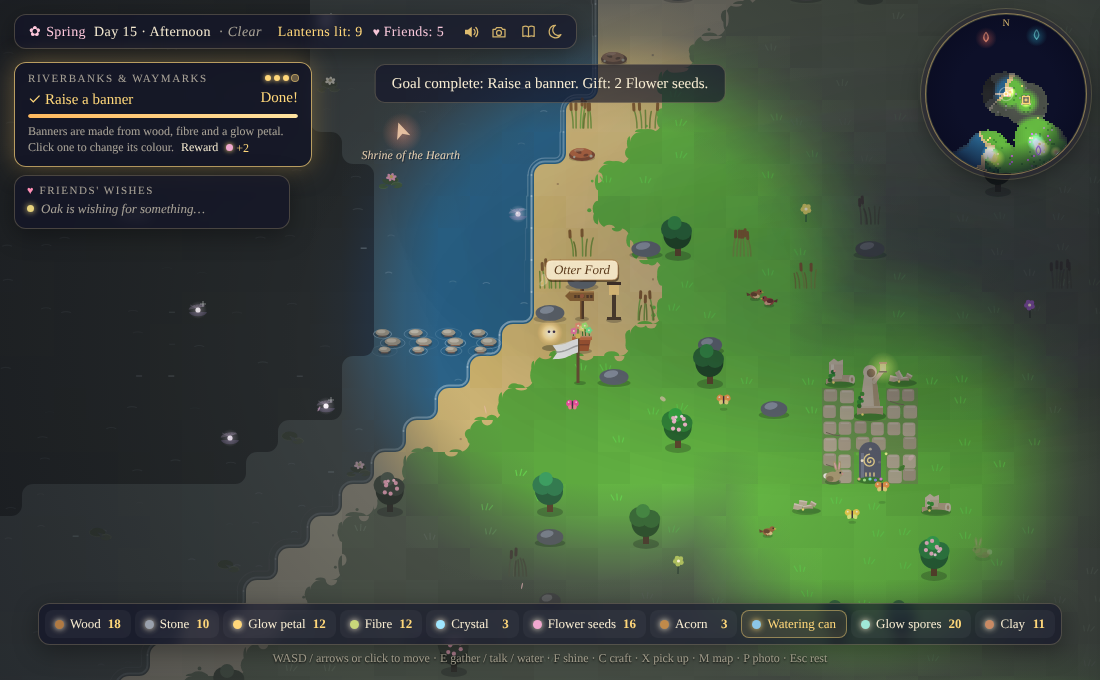 ✿ Spring Day 15 · Afternoon · Clear Lanterns lit: 9 ♥ Friends: 5
N
RIVERBANKS & WAYMARKS
✓ Raise a banner Done!
Banners are made from wood, fibre and a glow petal.
Click one to change its colour. Reward +2
Goal complete: Raise a banner. Gift: 2 Flower seeds.
Shrine of the Hearth
♥ FRIENDS' WISHES
Oak is wishing for something…
Otter Ford
Wood 18 Stone 10 Glow petal 12 Fibre 12 Crystal 3 Flower seeds 16 Acorn 3 Watering can Glow spores 20 Clay 11
WASD / arrows or click to move · E gather / talk / water · F shine · C craft · X pick up · M map · P photo · Esc rest